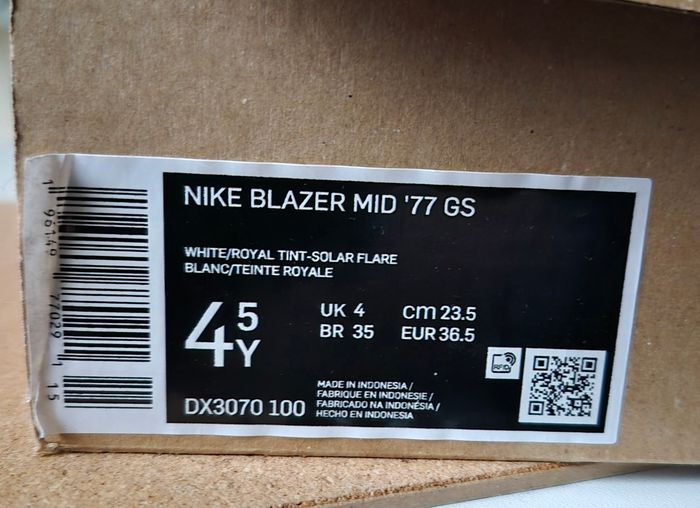 NIKE BLAZER MID '77 GS
WHITE/ROYAL TINT-SOLAR FLARE
BLANC/TEINTE ROYALE
4 5Y
UK 4 cm 23.5
BR 35 EUR 36.5
RFID
DX3070 100
MADE IN INDONESIA /
FABRIQUE EN INDONESIE /
FABRICADO NA INDONÉSIA /
HECHO EN INDONESIA
1 96149 77029 1 15